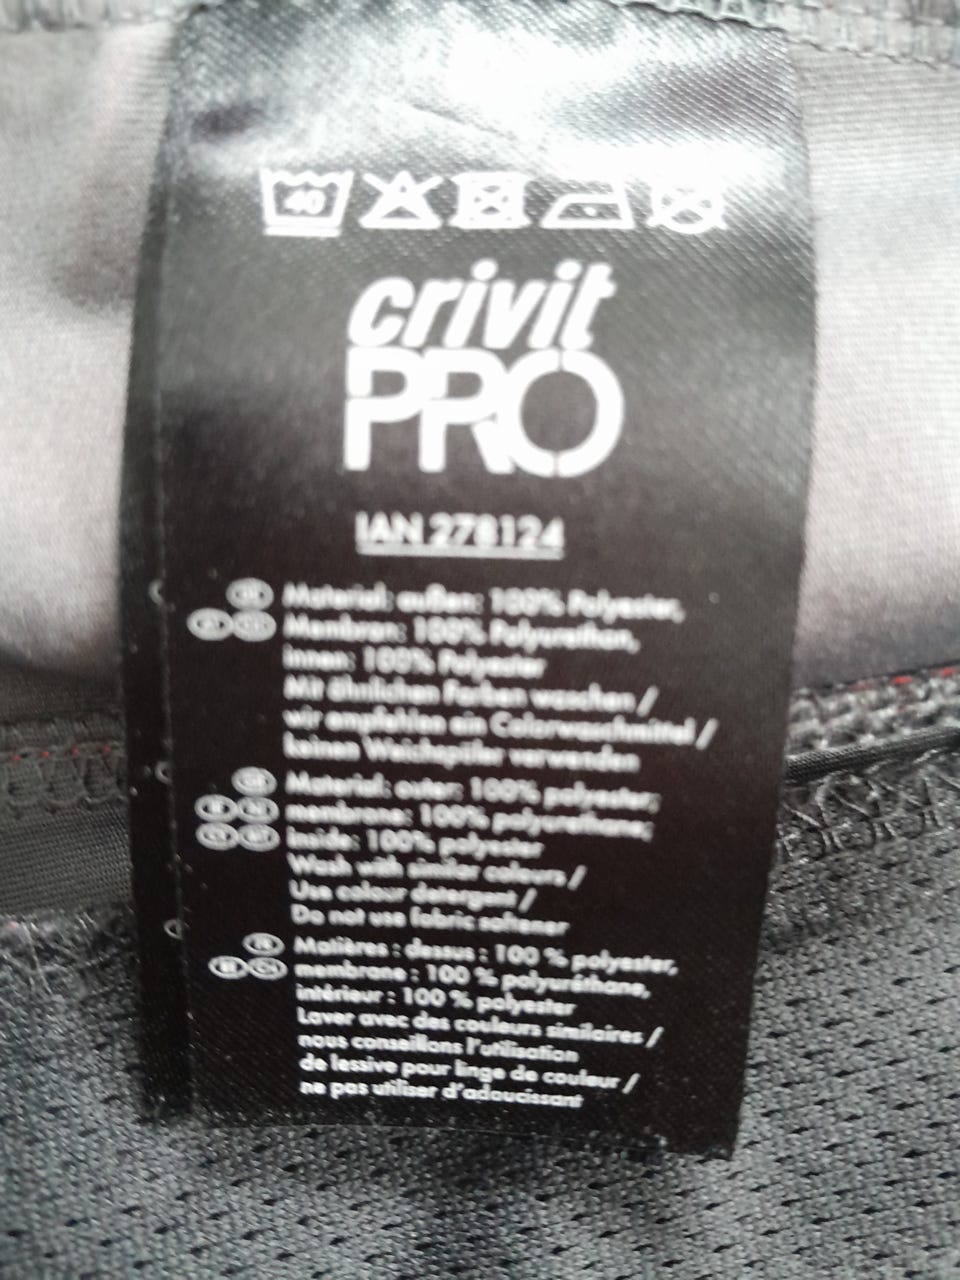 40
crivit
PRO
IAN 278124
Material: außen: 100% Polyester,
Membran: 100% Polyurethan,
innen: 100% Polyester
Mit ähnlichen Farben waschen /
wir empfehlen ein Colorwaschmittel /
keinen Weichspüler verwenden
Material: outer: 100% polyester;
membrane: 100% polyurethane;
Inside: 100% polyester
Wash with similar colours /
Use colour detergent /
Do not use fabric softener
Matières : dessus : 100 % polyester,
membrane : 100 % polyuréthane,
intérieur : 100 % polyester
Laver avec des couleurs similaires /
nous conseillons l'utilisation
de lessive pour linge de couleur /
ne pas utiliser d'adoucissant